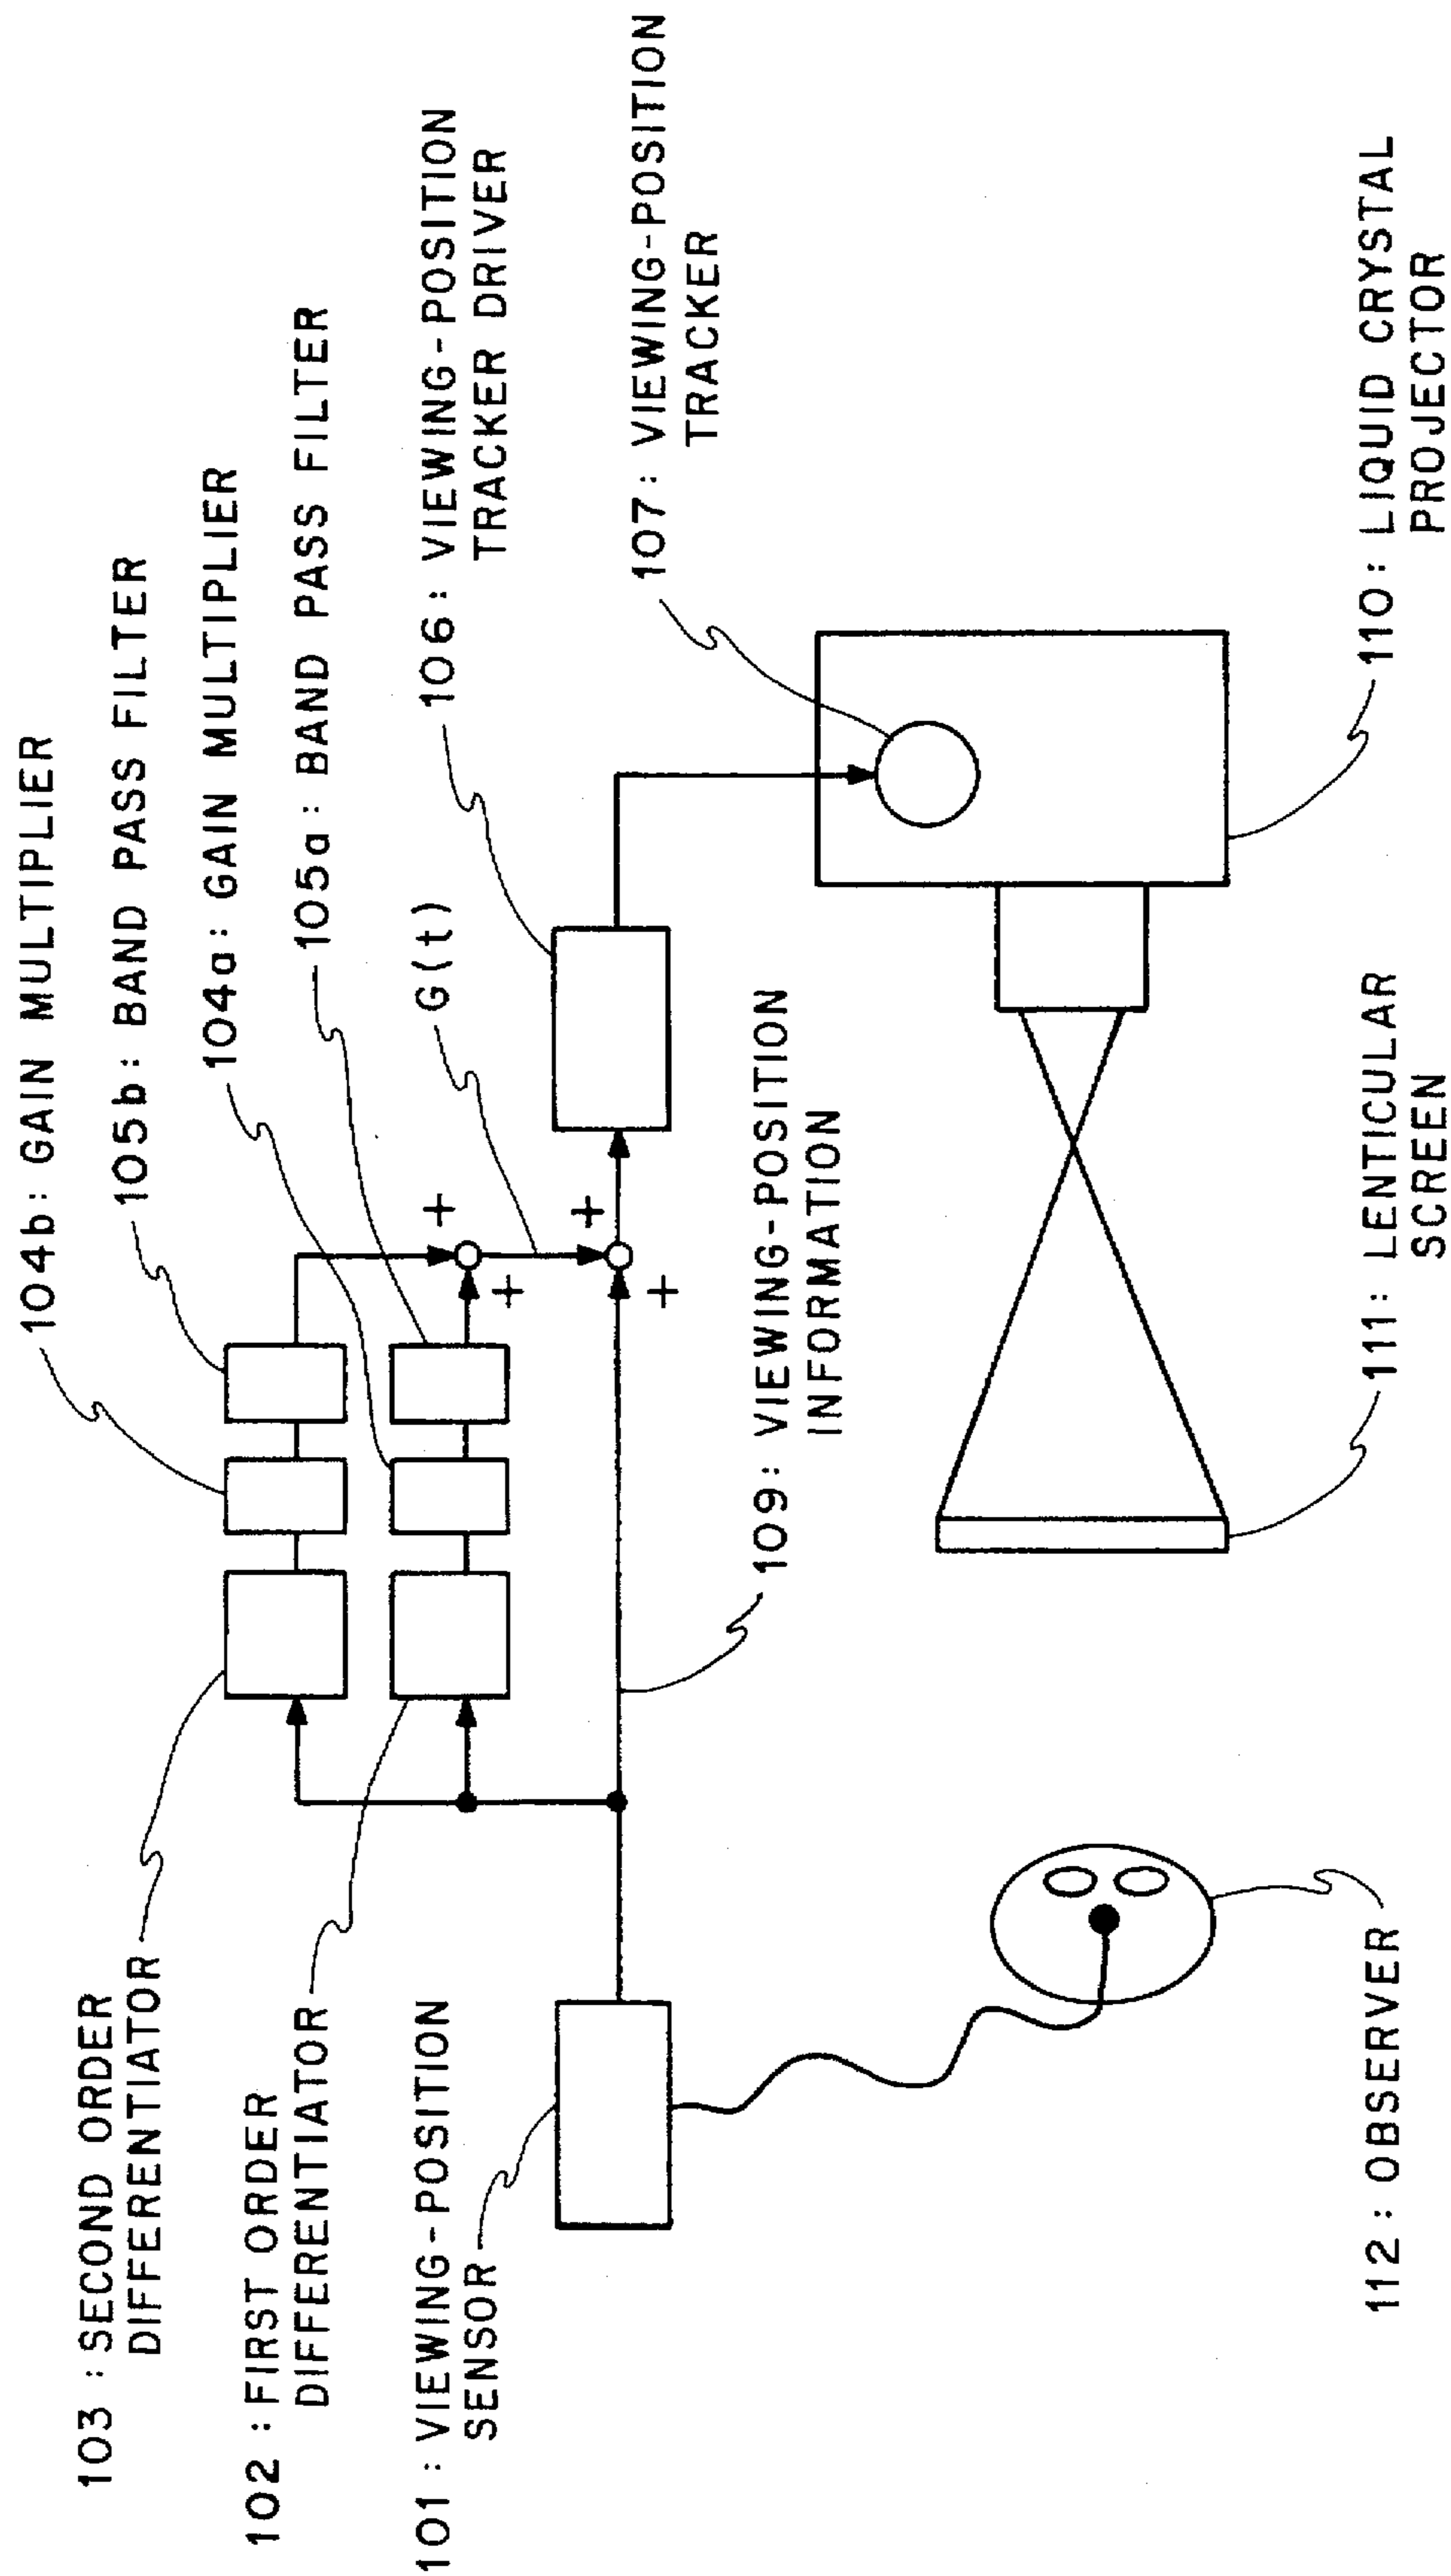 104b: GAIN MULTIPLIER
105b: BAND PASS FILTER
104a: GAIN MULTIPLIER
105a: BAND PASS FILTER
G(t)
106: VIEWING-POSITION
TRACKER DRIVER
107: VIEWING-POSITION
TRACKER
103: SECOND ORDER
DIFFERENTIATOR
102: FIRST ORDER
DIFFERENTIATOR
101: VIEWING-POSITION
SENSOR
+
+
+
+
109: VIEWING-POSITION
INFORMATION
110: LIQUID CRYSTAL
PROJECTOR
111: LENTICULAR
SCREEN
112: OBSERVER